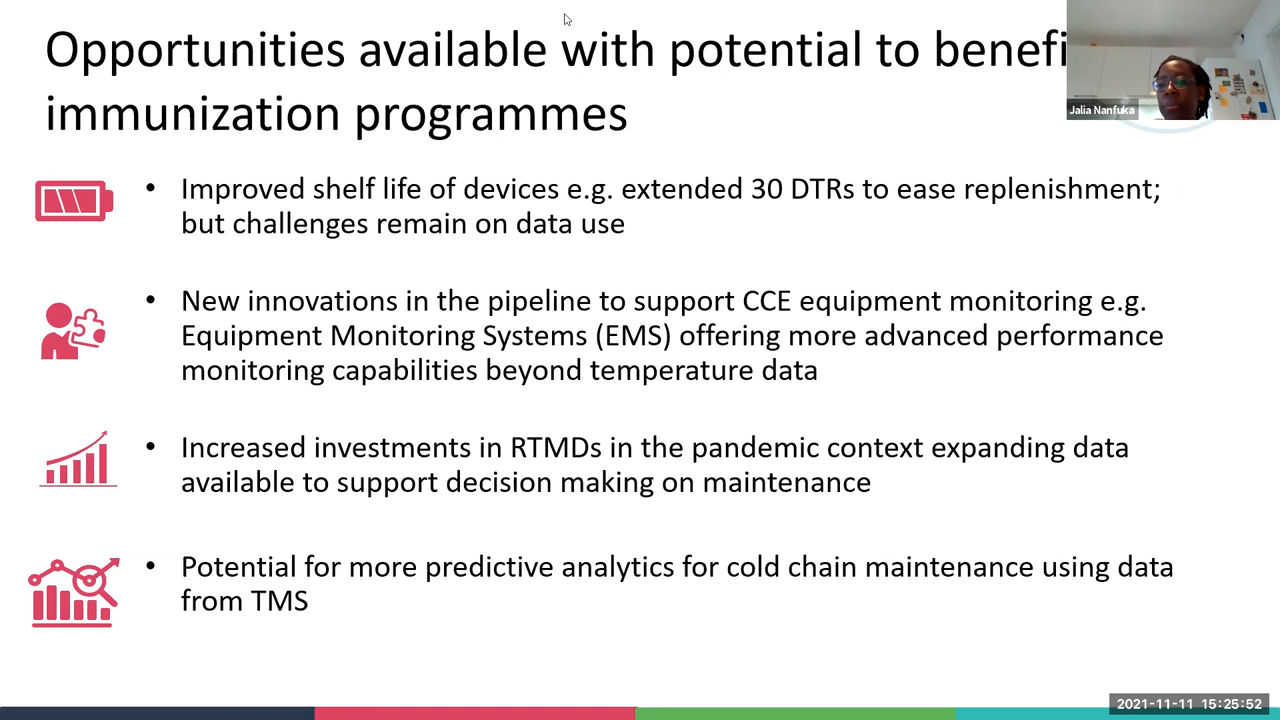 Opportunities available with potential to benefi
immunization programmes
Jalia Nanfuka
• Improved shelf life of devices e.g. extended 30 DTRs to ease replenishment;
but challenges remain on data use
• New innovations in the pipeline to support CCE equipment monitoring e.g.
Equipment Monitoring Systems (EMS) offering more advanced performance
monitoring capabilities beyond temperature data
• Increased investments in RTMDs in the pandemic context expanding data
available to support decision making on maintenance
• Potential for more predictive analytics for cold chain maintenance using data
from TMS
2021-11-11 15:25:52